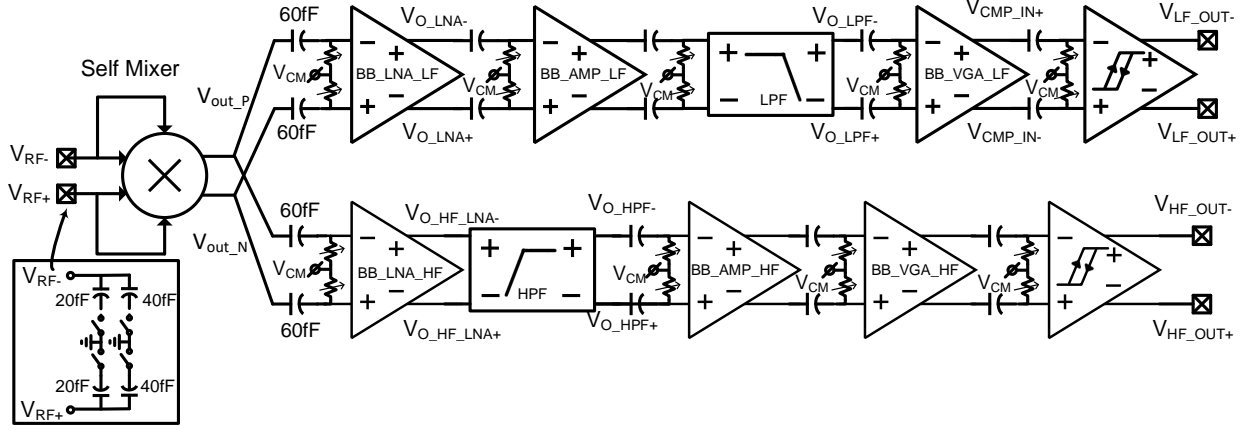 60fF
V_O_LNA-
V_O_LPF-
V_CMP_IN+
V_LF_OUT-
Self Mixer
V_CM
BB_LNA_LF
V_CM
BB_AMP_LF
V_CM
LPF
V_CM
BB_VGA_LF
V_CM
V_out_P
60fF
V_O_LNA+
V_O_LPF+
V_CMP_IN-
V_LF_OUT+
V_RF-
V_RF+
60fF
V_O_HF_LNA-
V_O_HPF-
V_HF_OUT-
V_out_N
V_CM
BB_LNA_HF
HPF
V_CM
BB_AMP_HF
V_CM
BB_VGA_HF
V_CM
60fF
V_O_HF_LNA+
V_O_HPF+
V_HF_OUT+
V_RF-
20fF
40fF
20fF
40fF
V_RF+